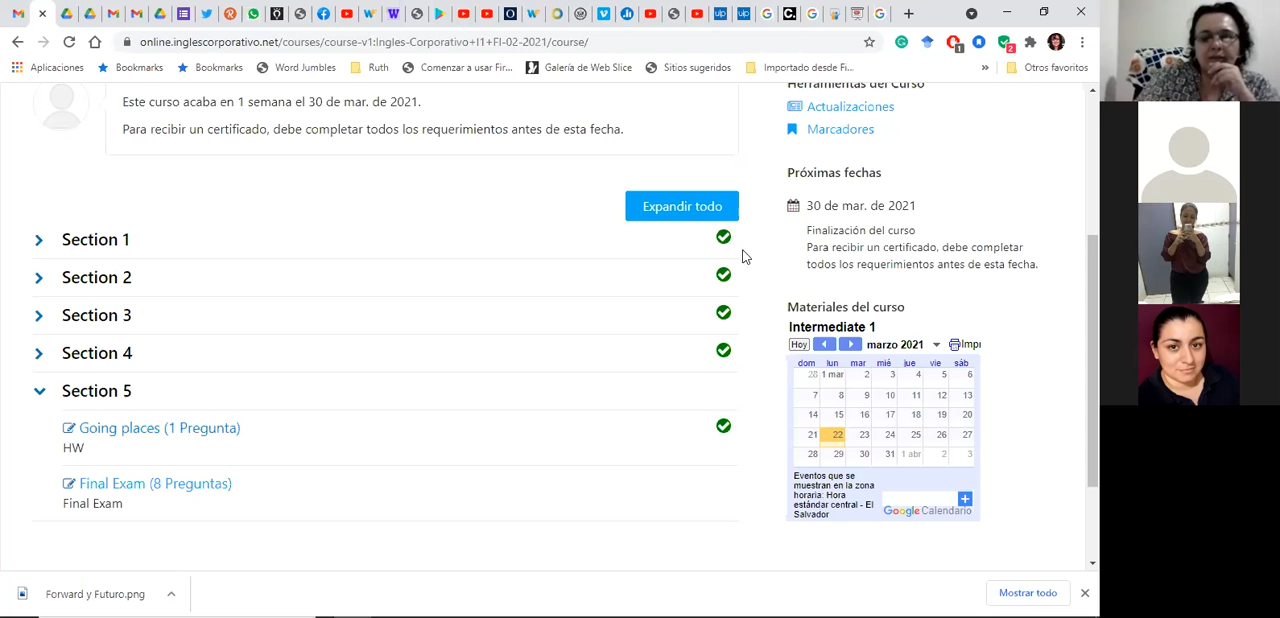 online.inglescorporativo.net/courses/course-v1:Ingles-Corporativo+I1+FI-02-2021/course/
Aplicaciones Bookmarks Bookmarks Word Jumbles Ruth Comenzar a usar Fir... Galería de Web Slice Sitios sugeridos Importado desde Fi... » Otros favoritos
Este curso acaba en 1 semana el 30 de mar. de 2021.
Para recibir un certificado, debe completar todos los requerimientos antes de esta fecha.
Expandir todo
Section 1
Section 2
Section 3
Section 4
Section 5
Going places (1 Pregunta)
HW
Final Exam (8 Preguntas)
Final Exam
Herramientas del Curso
Actualizaciones
Marcadores
Próximas fechas
30 de mar. de 2021
Finalización del curso
Para recibir un certificado, debe completar
todos los requerimientos antes de esta fecha.
Materiales del curso
Intermediate 1
Hoy marzo 2021 Impi
dom lun mar mié jue vie sáb
28 1 mar 2 3 4 5 6
7 8 9 10 11 12 13
14 15 16 17 18 19 20
21 22 23 24 25 26 27
28 29 30 31 1 abr 2 3
Eventos que se
muestran en la zona
horaria: Hora
estándar central - El
Salvador
Google Calendario
Forward y Futuro.png
Mostrar todo